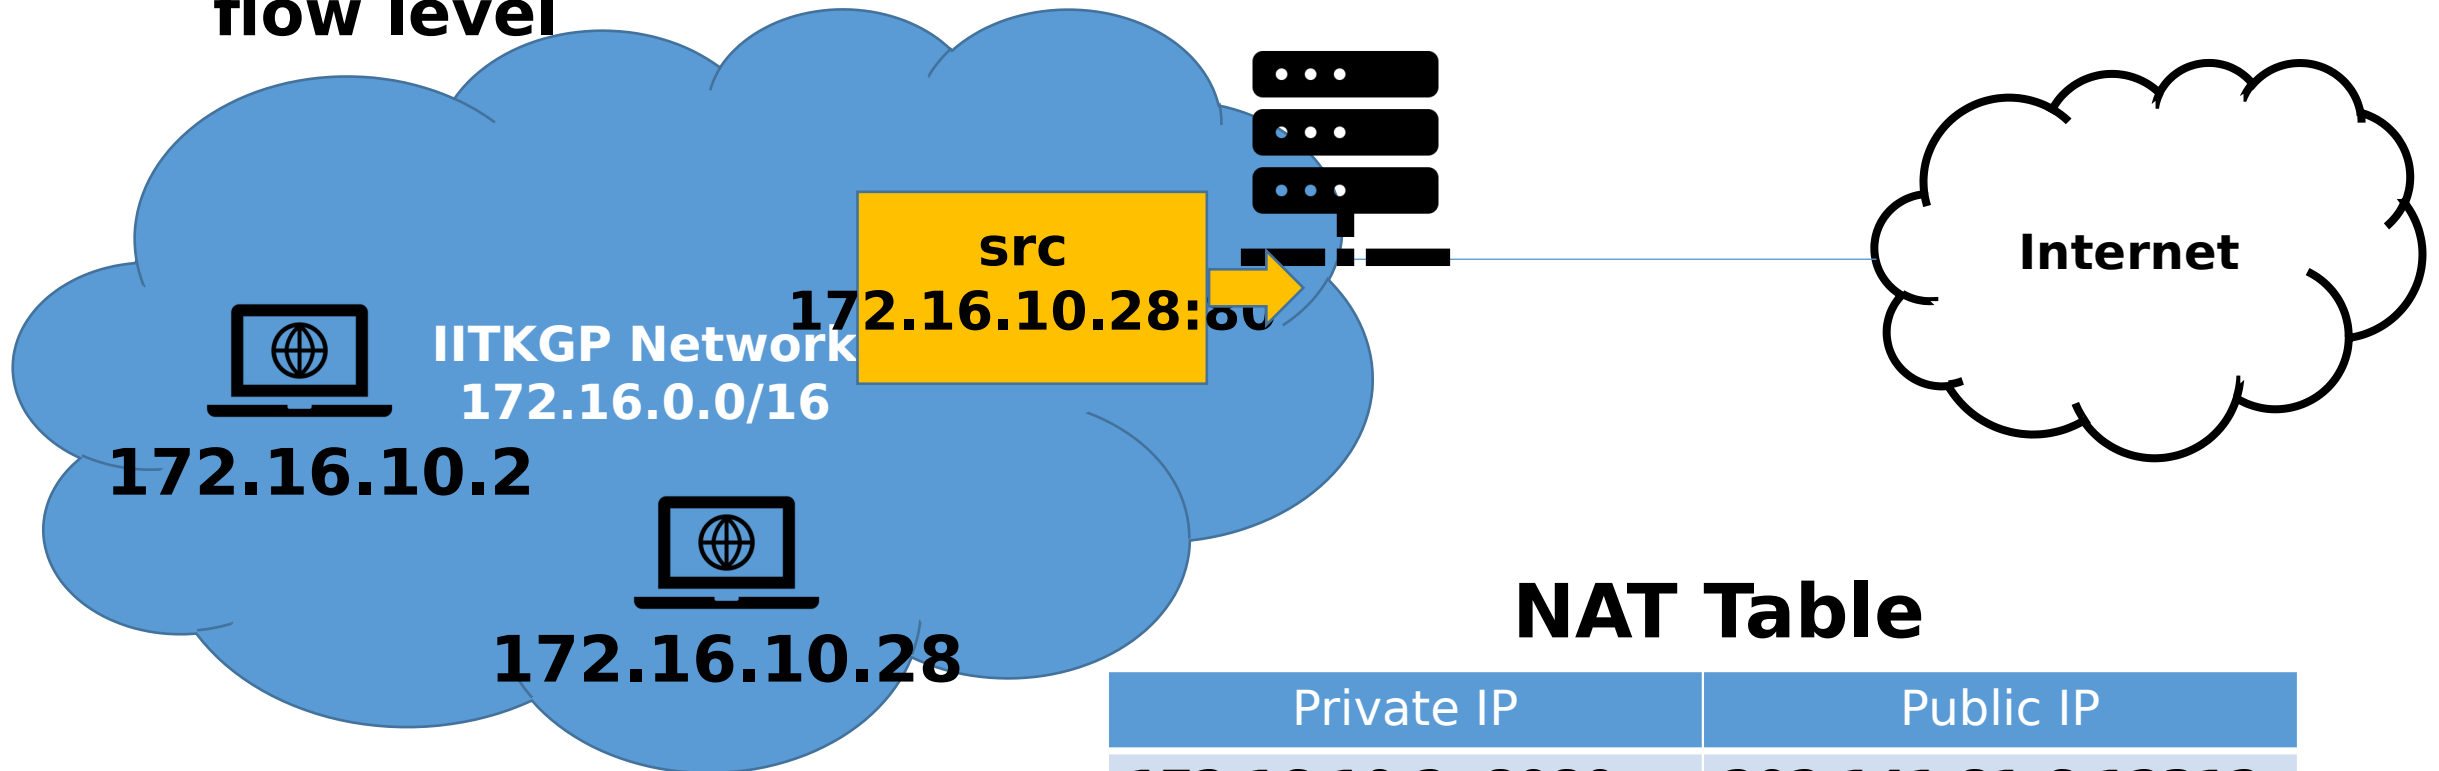 flow level
src
172.16.10.28:80
IITKGP Network
172.16.0.0/16
172.16.10.2
172.16.10.28
Internet
NAT Table
Private IP
Public IP